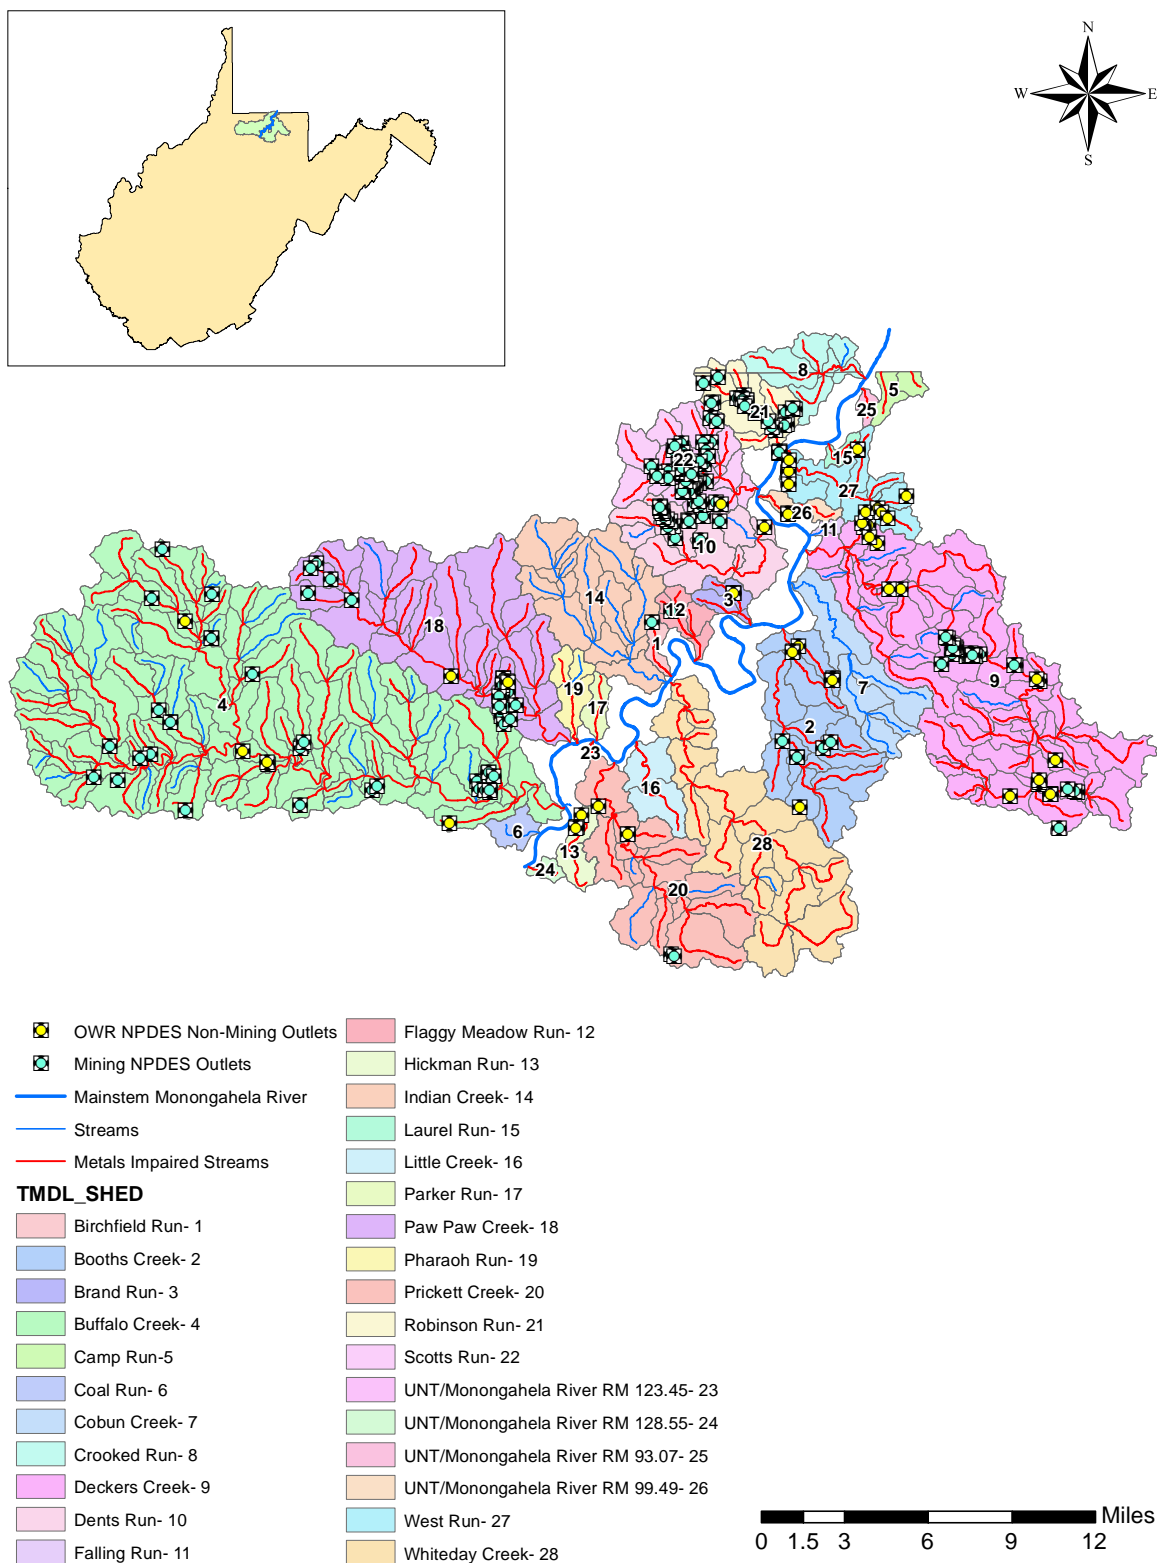 N
W E
S
8
5
25
21
15
22
27
26
11
10
3
12
14
1
18
19
7
9
17
4
2
23
16
6
13
28
24
20
OWR NPDES Non-Mining Outlets
Mining NPDES Outlets
Mainstem Monongahela River
Streams
Metals Impaired Streams
TMDL_SHED
Birchfield Run- 1
Booths Creek- 2
Brand Run- 3
Buffalo Creek- 4
Camp Run-5
Coal Run- 6
Cobun Creek- 7
Crooked Run- 8
Deckers Creek- 9
Dents Run- 10
Falling Run- 11
Flaggy Meadow Run- 12
Hickman Run- 13
Indian Creek- 14
Laurel Run- 15
Little Creek- 16
Parker Run- 17
Paw Paw Creek- 18
Pharaoh Run- 19
Prickett Creek- 20
Robinson Run- 21
Scotts Run- 22
UNT/Monongahela River RM 123.45- 23
UNT/Monongahela River RM 128.55- 24
UNT/Monongahela River RM 93.07- 25
UNT/Monongahela River RM 99.49- 26
West Run- 27
Whiteday Creek- 28
Miles
0 1.5 3 6 9 12